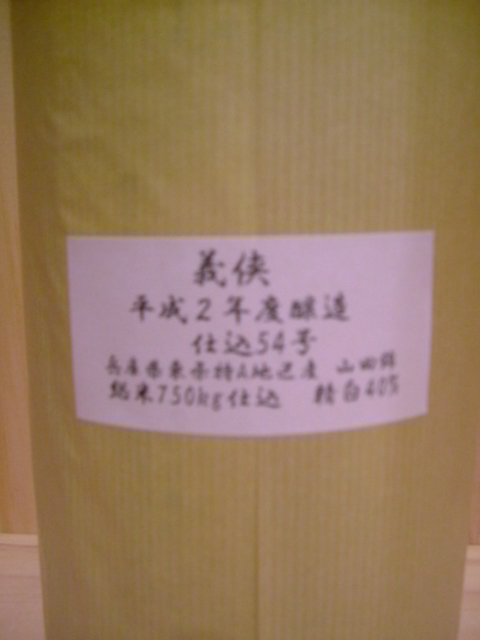 義侠
平成2年度醸造
仕込54号
兵庫県東条特A地区産 山田錦
総米750kg仕込 精白40%